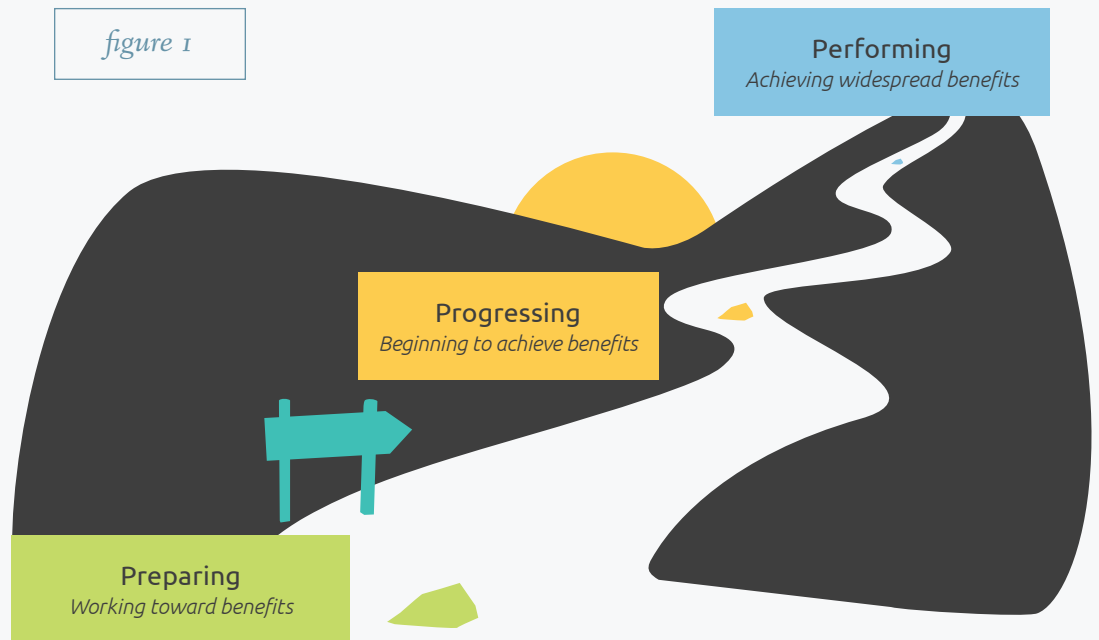 figure 1
Performing
Achieving widespread benefits
Progressing
Beginning to achieve benefits
Preparing
Working toward benefits